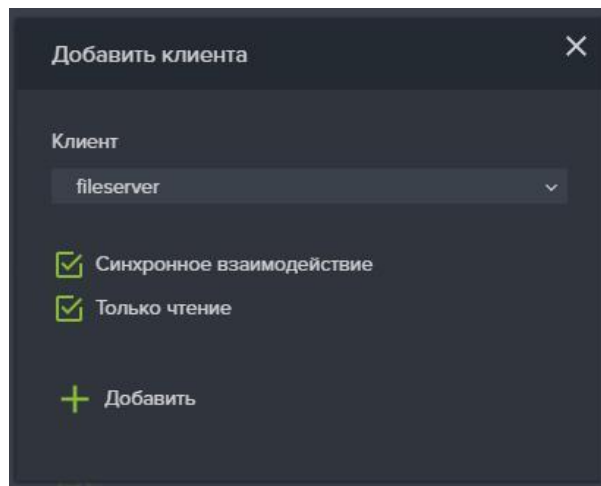 Добавить клиента
Клиент
fileserver
Синхронное взаимодействие
Только чтение
Добавить